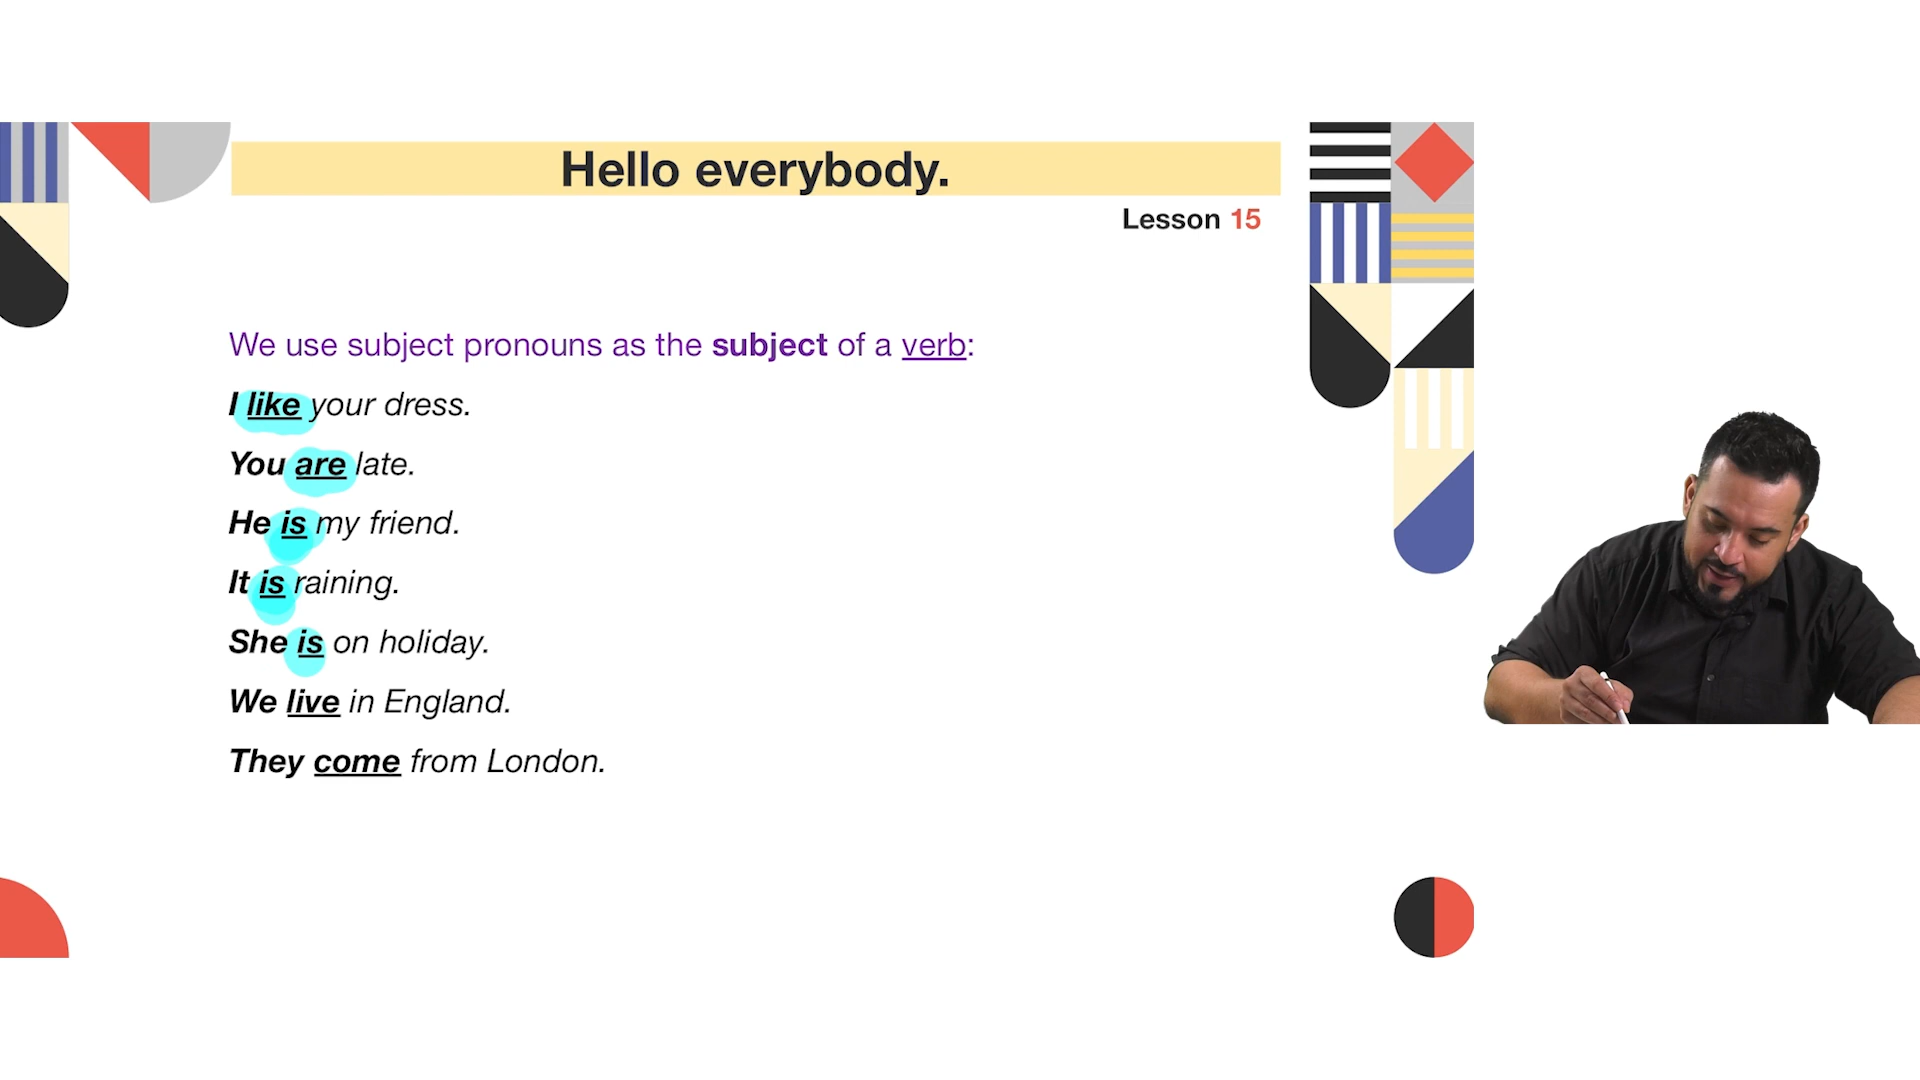 Hello everybody.
Lesson 15
We use subject pronouns as the subject of a verb:
I like your dress.
You are late.
He is my friend.
It is raining.
She is on holiday.
We live in England.
They come from London.